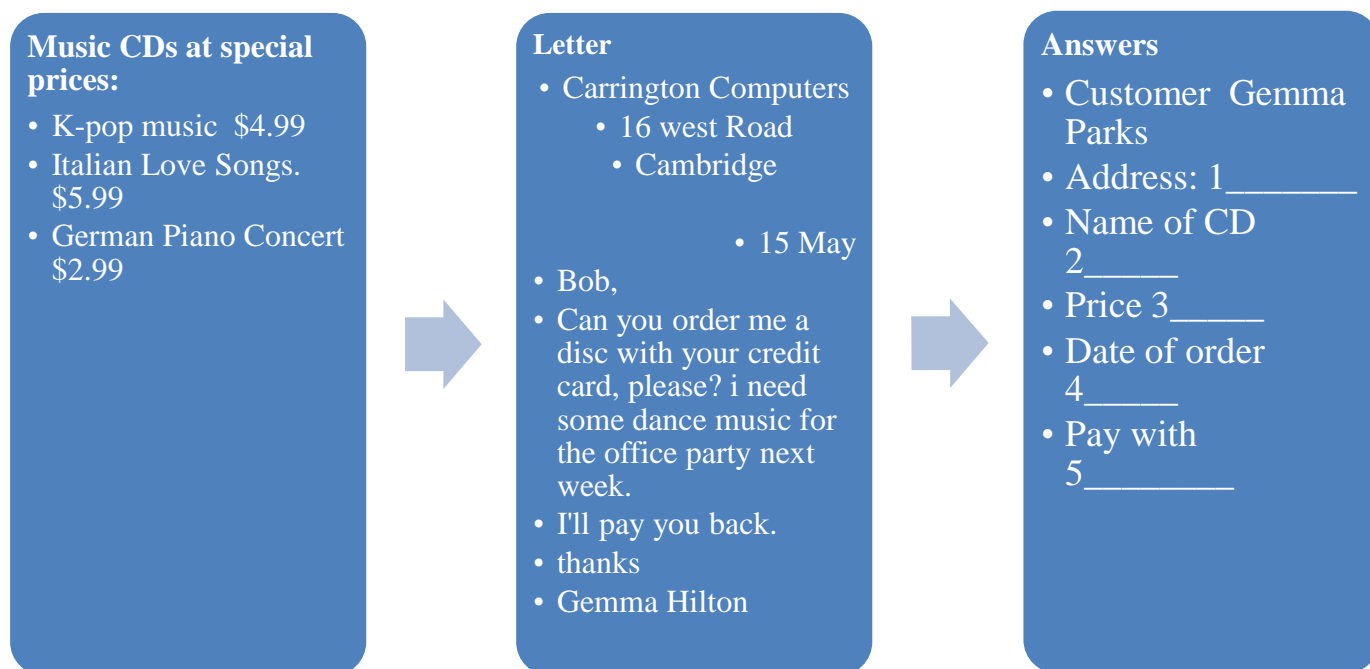 Music CDs at special
prices:
• K-pop music $4.99
• Italian Love Songs.
$5.99
• German Piano Concert
$2.99
Letter
• Carrington Computers
• 16 west Road
• Cambridge
• 15 May
• Bob,
• Can you order me a
disc with your credit
card, please? i need
some dance music for
the office party next
week.
• I'll pay you back.
• thanks
• Gemma Hilton
Answers
• Customer Gemma
Parks
• Address: 1_______
• Name of CD
2_____
• Price 3_____
• Date of order
4_____
• Pay with
5________